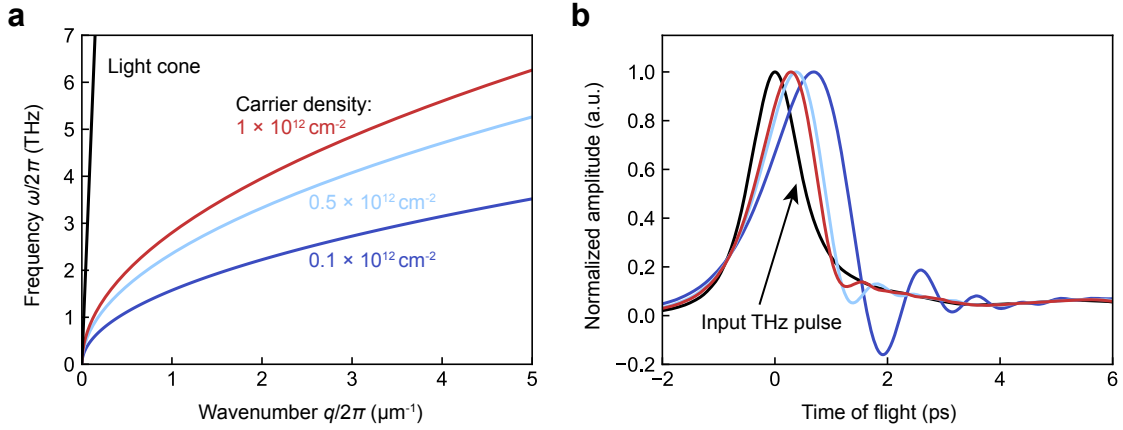 a
7
6
5
4
3
2
1
0
Frequency ω/2π (THz)
Light cone
Carrier density:
1 × 10¹² cm⁻²
0.5 × 10¹² cm⁻²
0.1 × 10¹² cm⁻²
0 1 2 3 4 5
Wavenumber q/2π (μm⁻¹)
b
1.0
0.8
0.6
0.4
0.2
0.0
−0.2
Normalized amplitude (a.u.)
Input THz pulse
−2 0 2 4 6
Time of flight (ps)